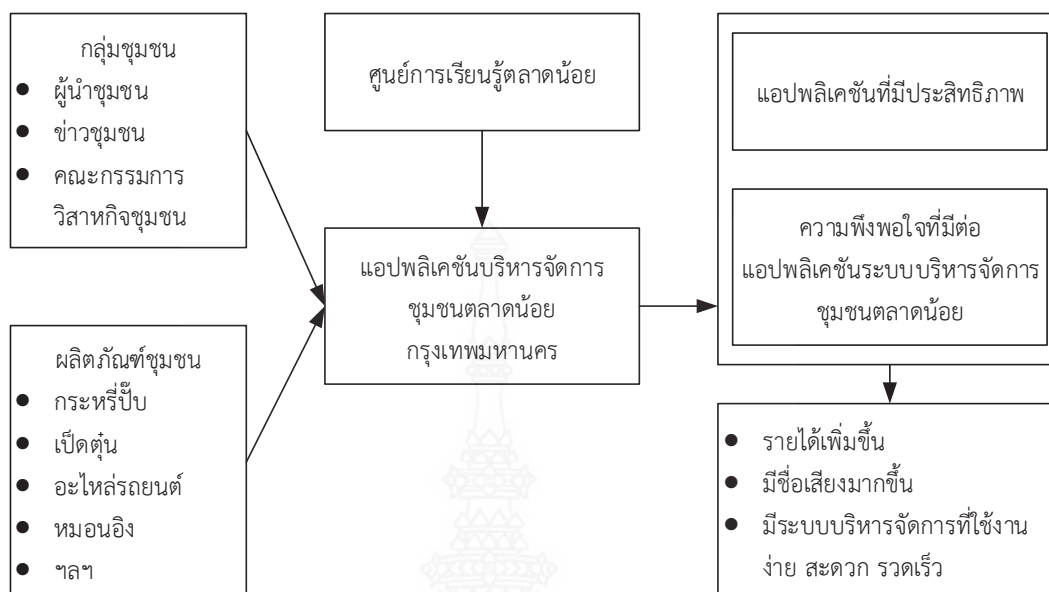 กลุ่มชุมชน
● ผู้นำชุมชน
● ข่าวชุมชน
● คณะกรรมการ
วิสาหกิจชุมชน
ผลิตภัณฑ์ชุมชน
● กระหรี่ปั๊บ
● เป็ดตุ๋น
● อะไหล่รถยนต์
● หมอนอิง
● ฯลฯ
ศูนย์การเรียนรู้ตลาดน้อย
แอปพลิเคชันบริหารจัดการ
ชุมชนตลาดน้อย
กรุงเทพมหานคร
แอปพลิเคชันที่มีประสิทธิภาพ
ความพึงพอใจที่มีต่อ
แอปพลิเคชันระบบบริหารจัดการ
ชุมชนตลาดน้อย
● รายได้เพิ่มขึ้น
● มีชื่อเสียงมากขึ้น
● มีระบบบริหารจัดการที่ใช้งาน
ง่าย สะดวก รวดเร็ว